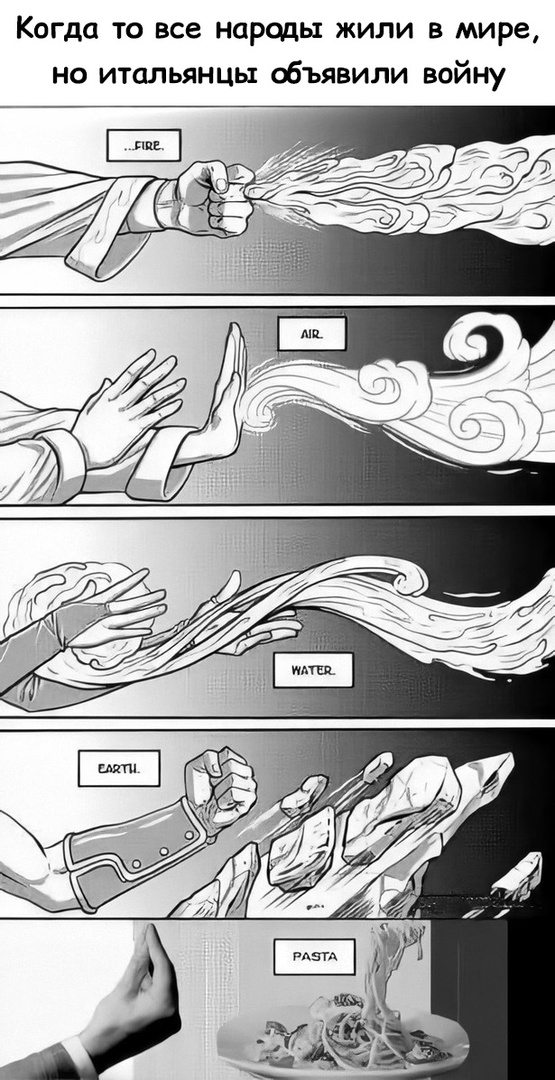 Когда то все народы жили в мире,
но итальянцы объявили войну
...FIRE.
AIR.
WATER.
EARTH.
PASTA